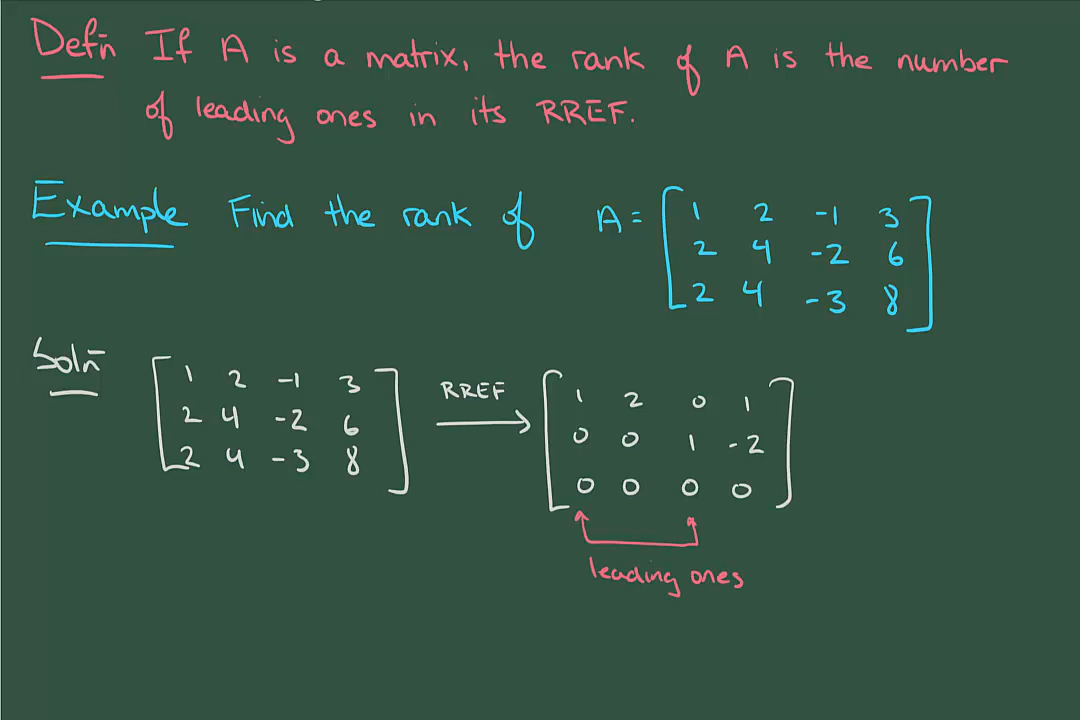 Defn If A is a matrix, the rank of A is the number
of leading ones in its RREF.
Example Find the rank of A = [1 2 -1 3
2 4 -2 6
2 4 -3 8]
Soln [1 2 -1 3
2 4 -2 6
2 4 -3 8] RREF → [1 2 0 1
0 0 1 -2
0 0 0 0]
leading ones